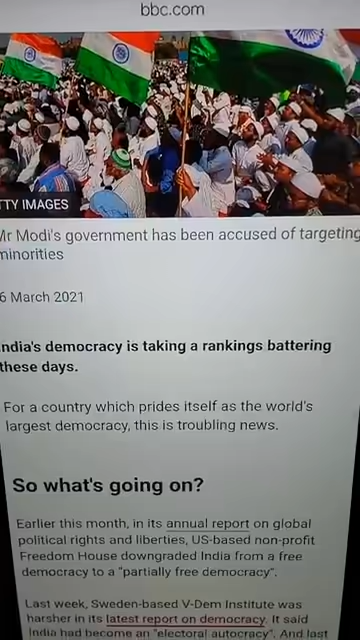 bbc.com
TTY IMAGES
Mr Modi's government has been accused of targeting
minorities
6 March 2021
India's democracy is taking a rankings battering
these days.
For a country which prides itself as the world's
largest democracy, this is troubling news.
So what's going on?
Earlier this month, in its annual report on global
political rights and liberties, US-based non-profit
Freedom House downgraded India from a free
democracy to a "partially free democracy".
Last week, Sweden-based V-Dem Institute was
harsher in its latest report on democracy. It said
India had become an "electoral autocracy". And last